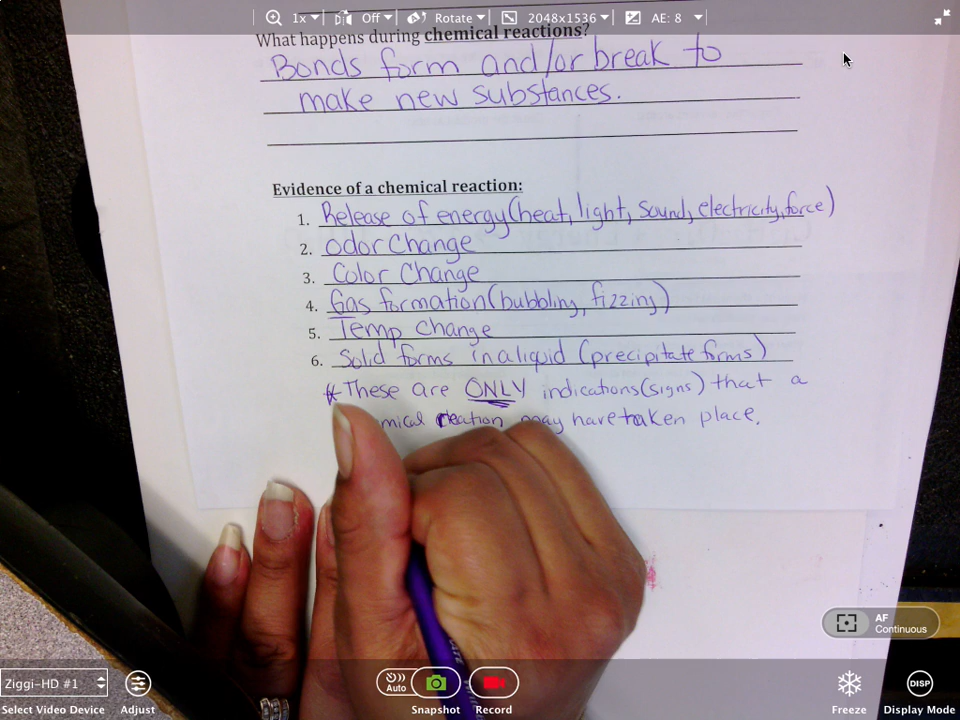 1x Off Rotate 2048x1536 AE: 8
What happens during chemical reactions?
Bonds form and/or break to
make new substances.
Evidence of a chemical reaction:
1. Release of energy (heat, light, sound, electricity, force)
2. Odor Change
3. Color Change
4. Gas formation (bubbling, fizzing)
5. Temp Change
6. Solid forms in a liquid (precipitate forms)
*These are ONLY indications (signs) that a
may have taken place.
AF
Continuous
Ziggi-HD #1
Auto
Select Video Device Adjust Snapshot Record Freeze Display Mode
DISP